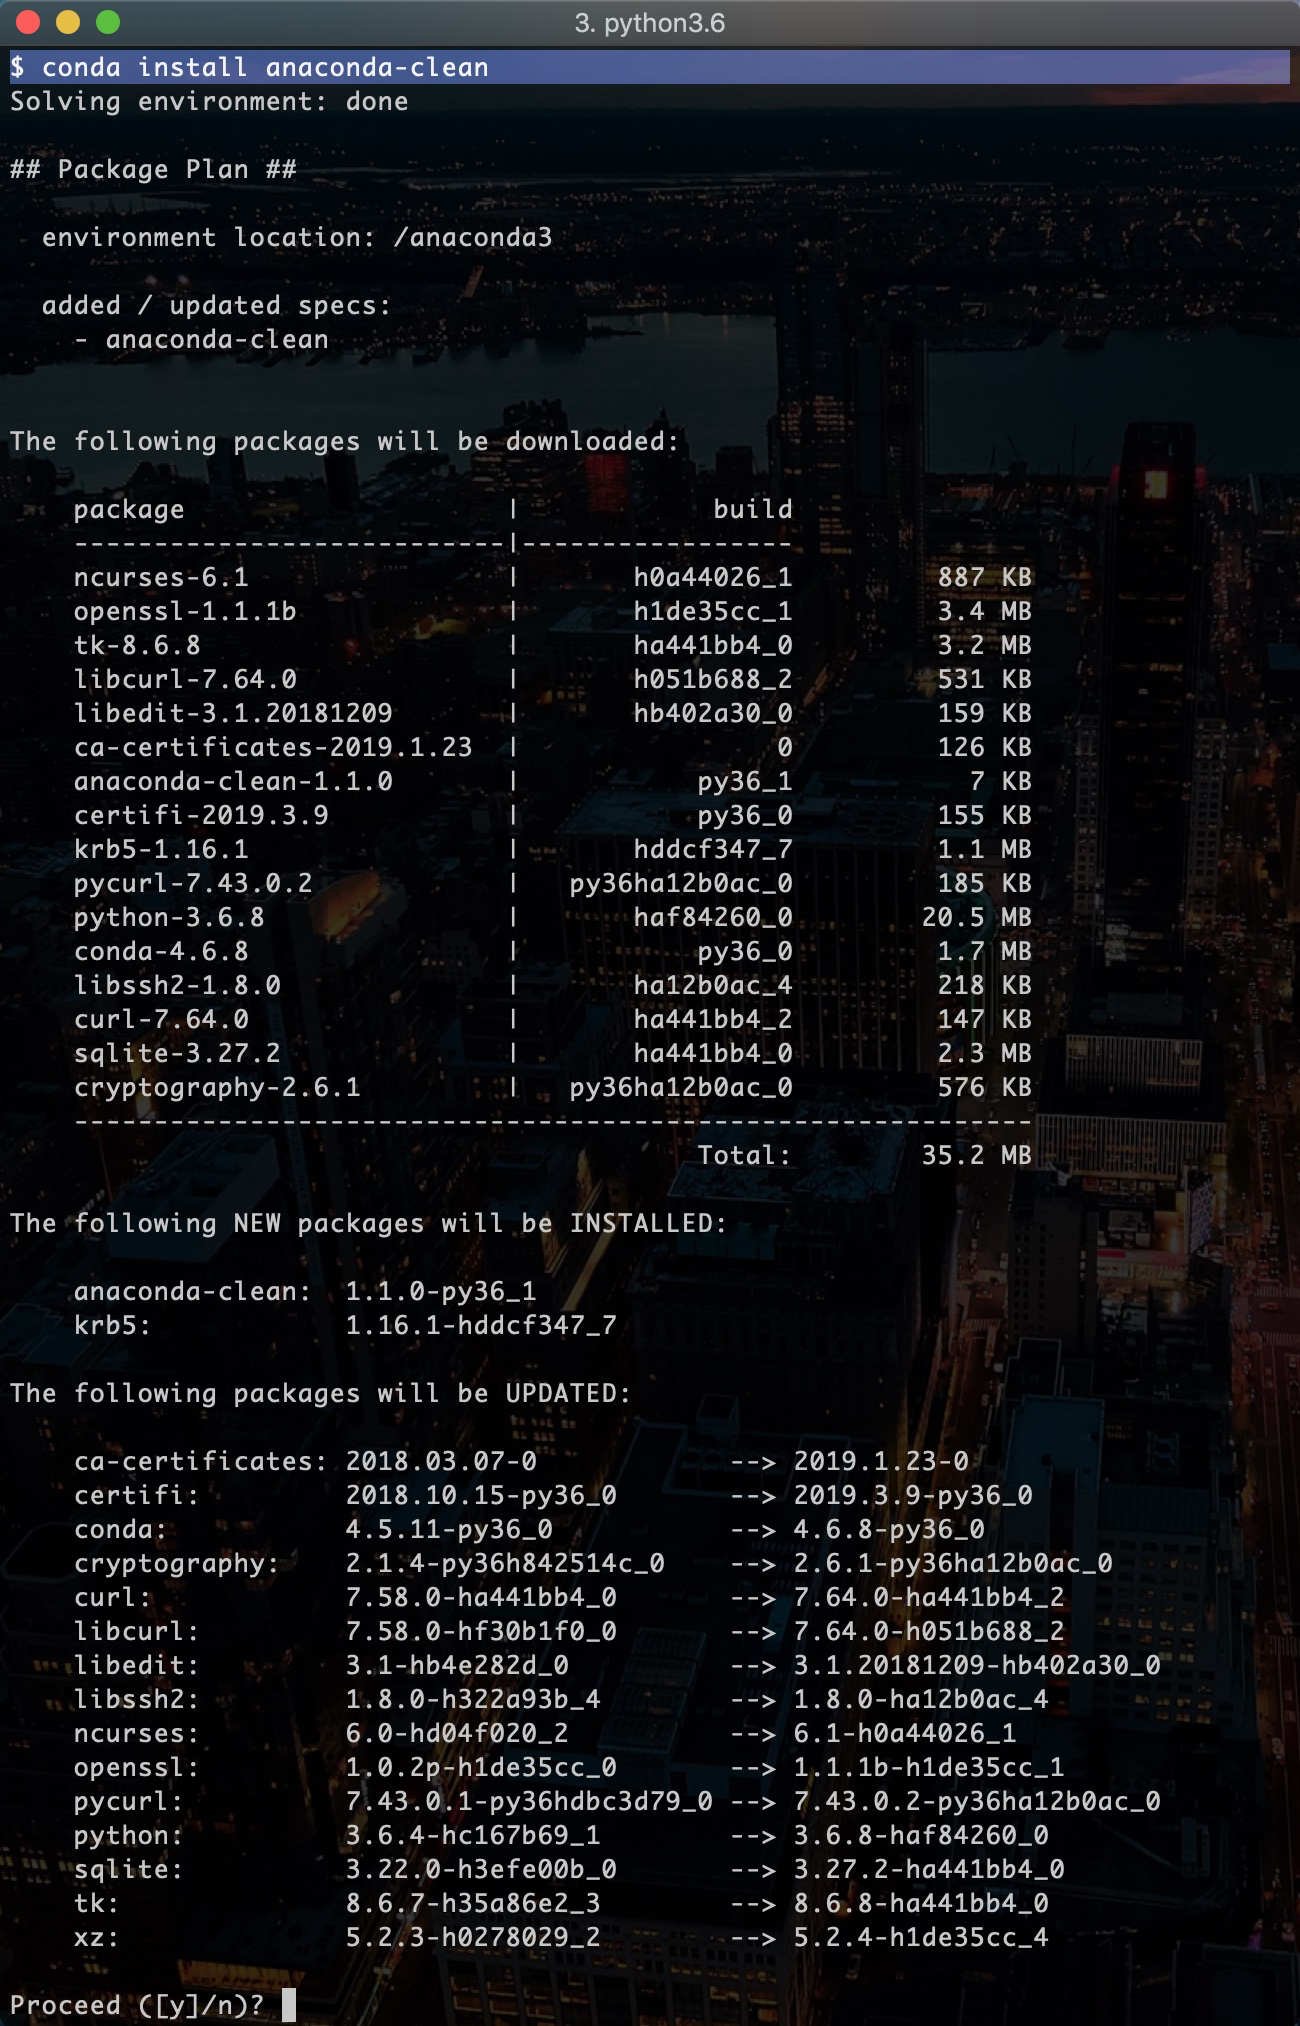 3. python3.6
$ conda install anaconda-clean
Solving environment: done
## Package Plan ##
environment location: /anaconda3
added / updated specs:
- anaconda-clean
The following packages will be downloaded:
package | build
---------------------------|-----------------
ncurses-6.1 | h0a44026_1 887 KB
openssl-1.1.1b | h1de35cc_1 3.4 MB
tk-8.6.8 | ha441bb4_0 3.2 MB
libcurl-7.64.0 | h051b688_2 531 KB
libedit-3.1.20181209 | hb402a30_0 159 KB
ca-certificates-2019.1.23 | 0 126 KB
anaconda-clean-1.1.0 | py36_1 7 KB
certifi-2019.3.9 | py36_0 155 KB
krb5-1.16.1 | hddcf347_7 1.1 MB
pycurl-7.43.0.2 | py36ha12b0ac_0 185 KB
python-3.6.8 | haf84260_0 20.5 MB
conda-4.6.8 | py36_0 1.7 MB
libssh2-1.8.0 | ha12b0ac_4 218 KB
curl-7.64.0 | ha441bb4_2 147 KB
sqlite-3.27.2 | ha441bb4_0 2.3 MB
cryptography-2.6.1 | py36ha12b0ac_0 576 KB
------------------------------------------------------------
Total: 35.2 MB
The following NEW packages will be INSTALLED:
anaconda-clean: 1.1.0-py36_1
krb5: 1.16.1-hddcf347_7
The following packages will be UPDATED:
ca-certificates: 2018.03.07-0 --> 2019.1.23-0
certifi: 2018.10.15-py36_0 --> 2019.3.9-py36_0
conda: 4.5.11-py36_0 --> 4.6.8-py36_0
cryptography: 2.1.4-py36h842514c_0 --> 2.6.1-py36ha12b0ac_0
curl: 7.58.0-ha441bb4_0 --> 7.64.0-ha441bb4_2
libcurl: 7.58.0-hf30b1f0_0 --> 7.64.0-h051b688_2
libedit: 3.1-hb4e282d_0 --> 3.1.20181209-hb402a30_0
libssh2: 1.8.0-h322a93b_4 --> 1.8.0-ha12b0ac_4
ncurses: 6.0-hd04f020_2 --> 6.1-h0a44026_1
openssl: 1.0.2p-h1de35cc_0 --> 1.1.1b-h1de35cc_1
pycurl: 7.43.0.1-py36hdbc3d79_0 --> 7.43.0.2-py36ha12b0ac_0
python: 3.6.4-hc167b69_1 --> 3.6.8-haf84260_0
sqlite: 3.22.0-h3efe00b_0 --> 3.27.2-ha441bb4_0
tk: 8.6.7-h35a86e2_3 --> 8.6.8-ha441bb4_0
xz: 5.2.3-h0278029_2 --> 5.2.4-h1de35cc_4
Proceed ([y]/n)?